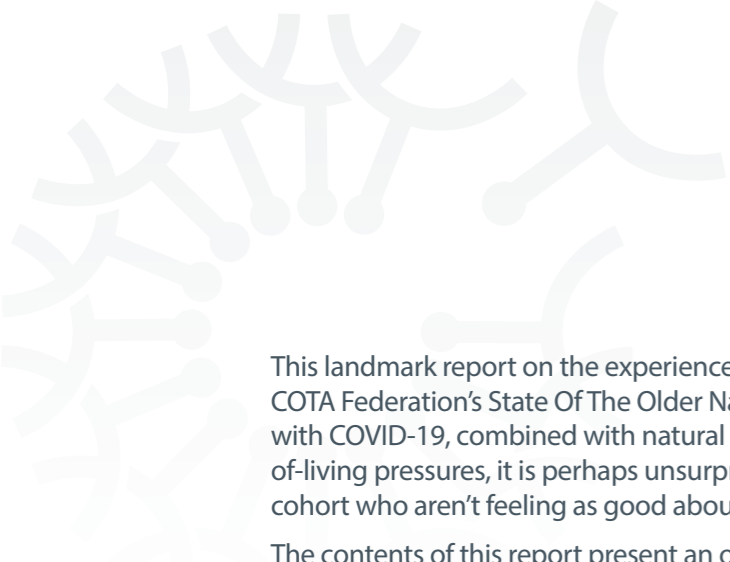 This landmark report on the experience
COTA Federation's State Of The Older Na
with COVID-19, combined with natural
of-living pressures, it is perhaps unsurpr
cohort who aren't feeling as good abou
The contents of this report present an o